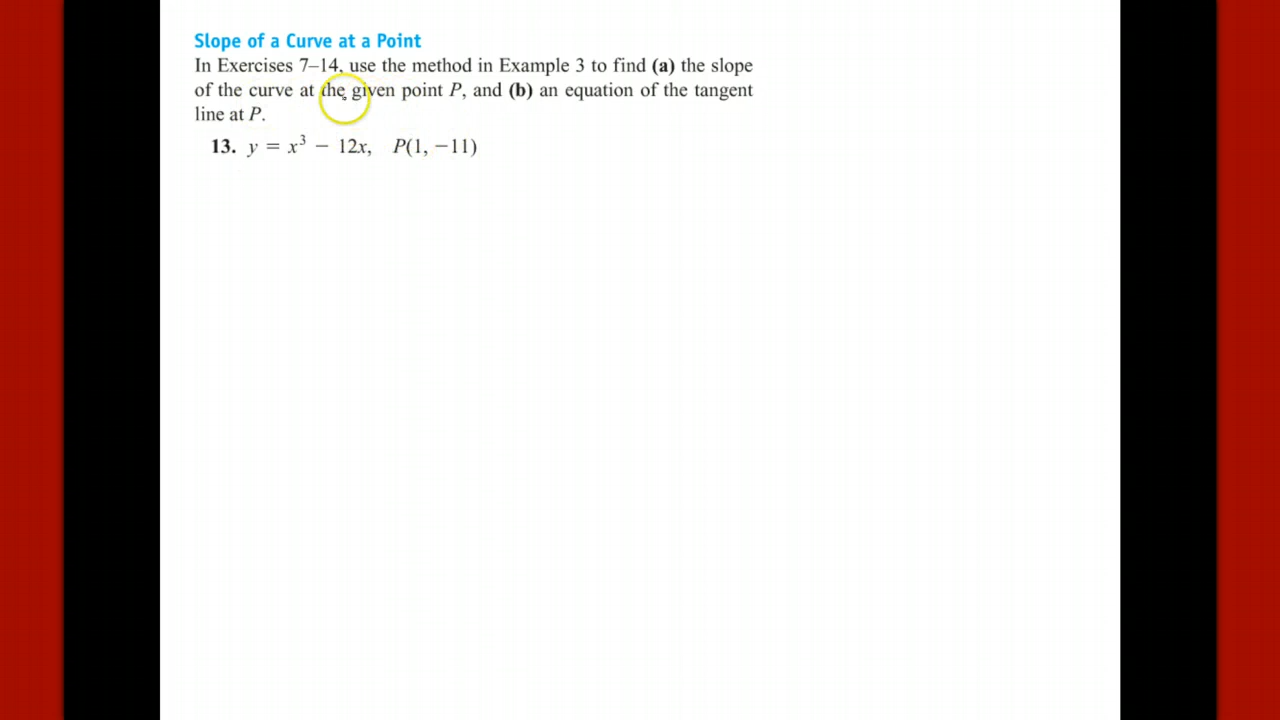 Slope of a Curve at a Point
In Exercises 7–14, use the method in Example 3 to find (a) the slope
of the curve at the given point P, and (b) an equation of the tangent
line at P.
13. y = x³ − 12x, P(1, −11)